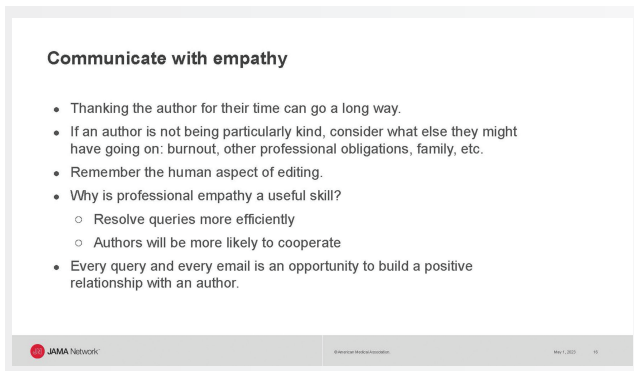 Communicate with empathy
● Thanking the author for their time can go a long way.
● If an author is not being particularly kind, consider what else they might
have going on: burnout, other professional obligations, family, etc.
● Remember the human aspect of editing.
● Why is professional empathy a useful skill?
○ Resolve queries more efficiently
○ Authors will be more likely to cooperate
● Every query and every email is an opportunity to build a positive
relationship with an author.
JAMA Network™
©American Medical Association
May 1, 2023